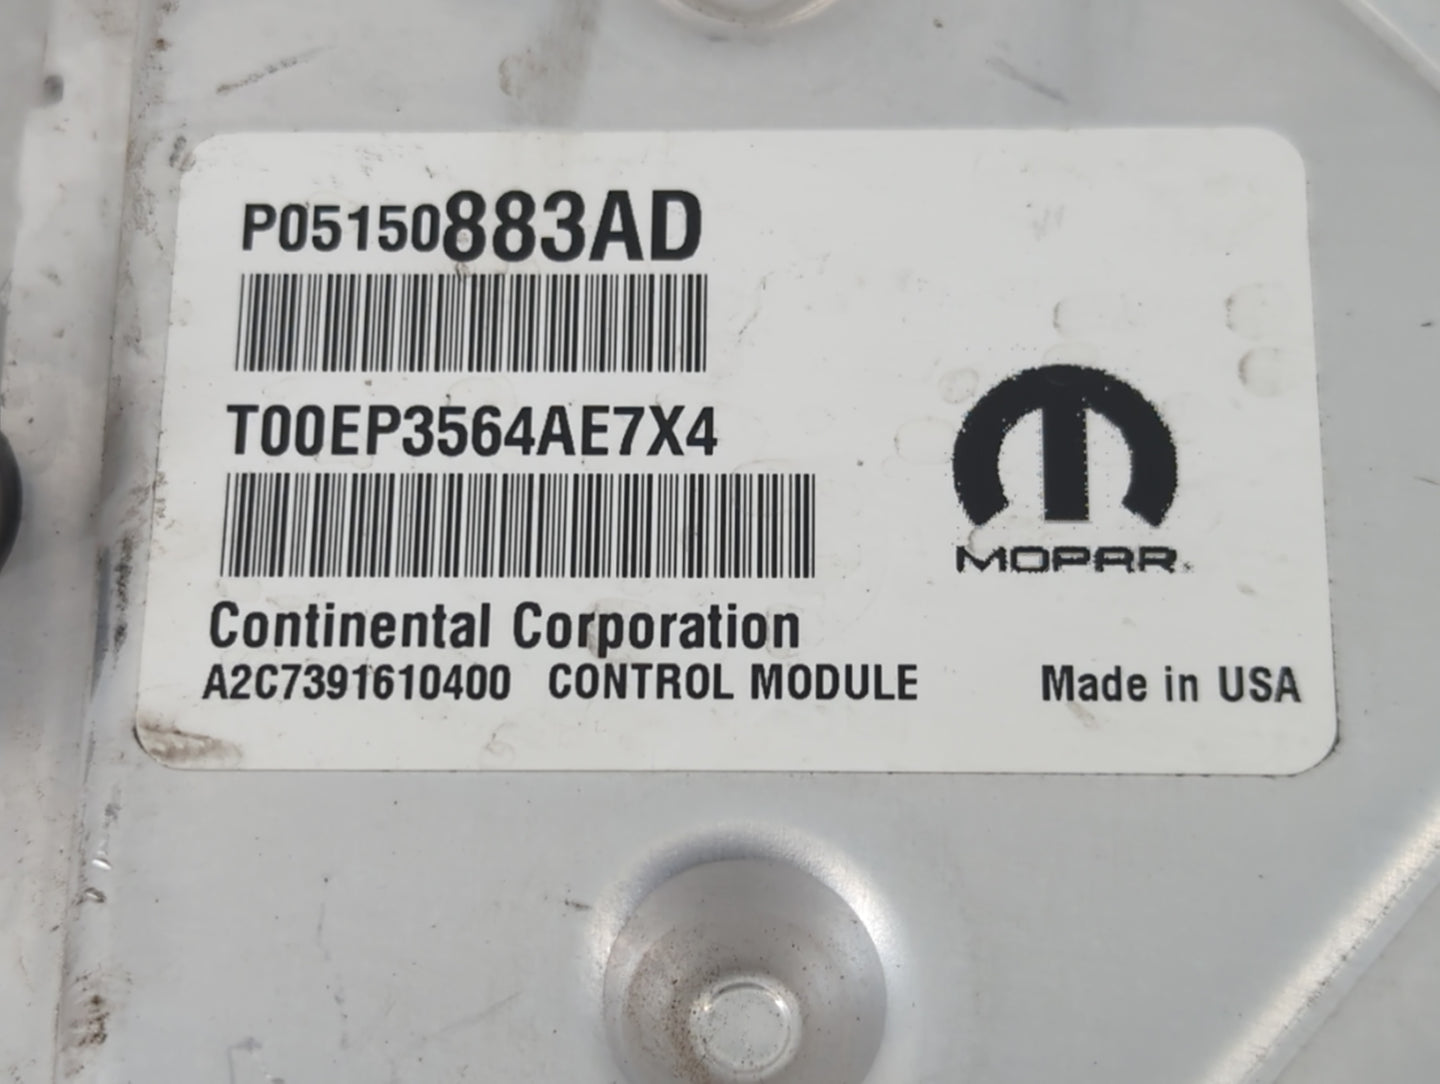 P05150883AD
T00EP3564AE7X4
MOPAR
Continental Corporation
A2C7391610400 CONTROL MODULE Made in USA